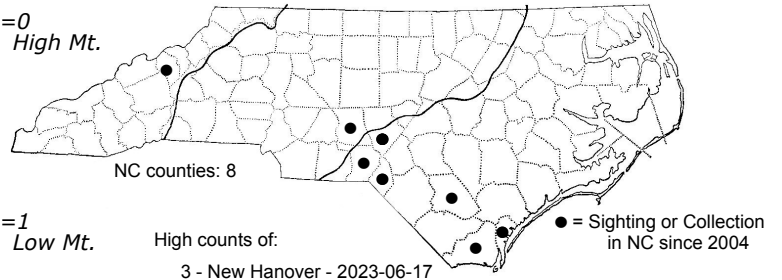 =0
High Mt.
NC counties: 8
=1
Low Mt.
High counts of:
3 - New Hanover - 2023-06-17
● = Sighting or Collection
in NC since 2004